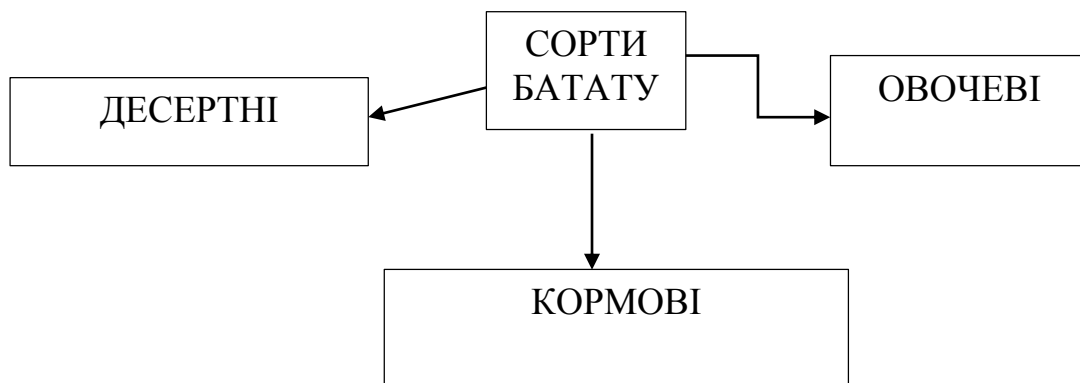 СОРТИ
БАТАТУ
ДЕСЕРТНІ
ОВОЧЕВІ
КОРМОВІ